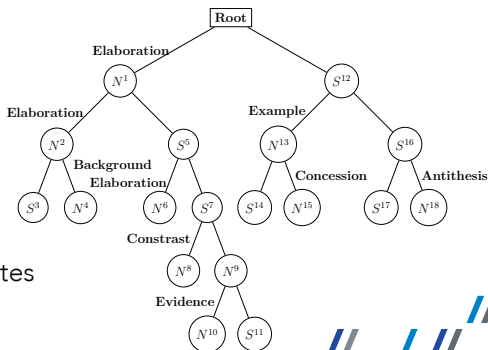 Root
Elaboration
N¹ S¹²
Elaboration Example
N² S⁵ N¹³ S¹⁶
Background Concession Antithesis
Elaboration
S³ N⁴ N⁶ S⁷ S¹⁴ N¹⁵ S¹⁷ N¹⁸
Constrast
N⁸ N⁹
tes
Evidence
N¹⁰ S¹¹